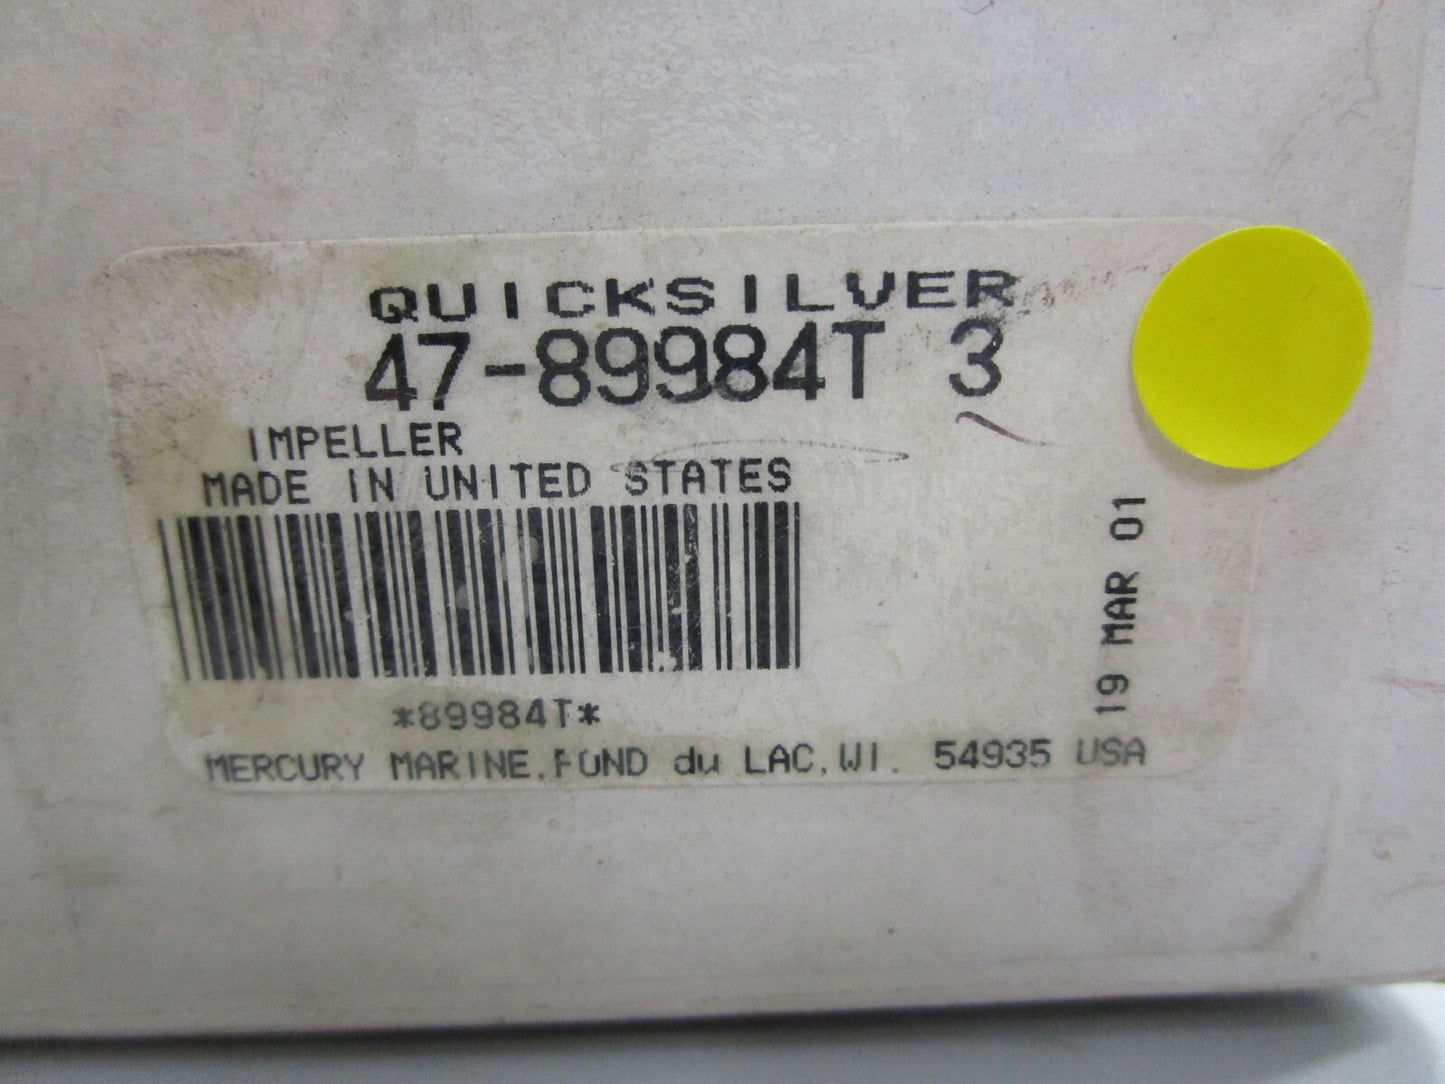 QUICKSILVER
47-89984T 3
IMPELLER
MADE IN UNITED STATES
*89984T*
MERCURY MARINE,FOND du LAC,WI. 54935 USA
19 MAR 01